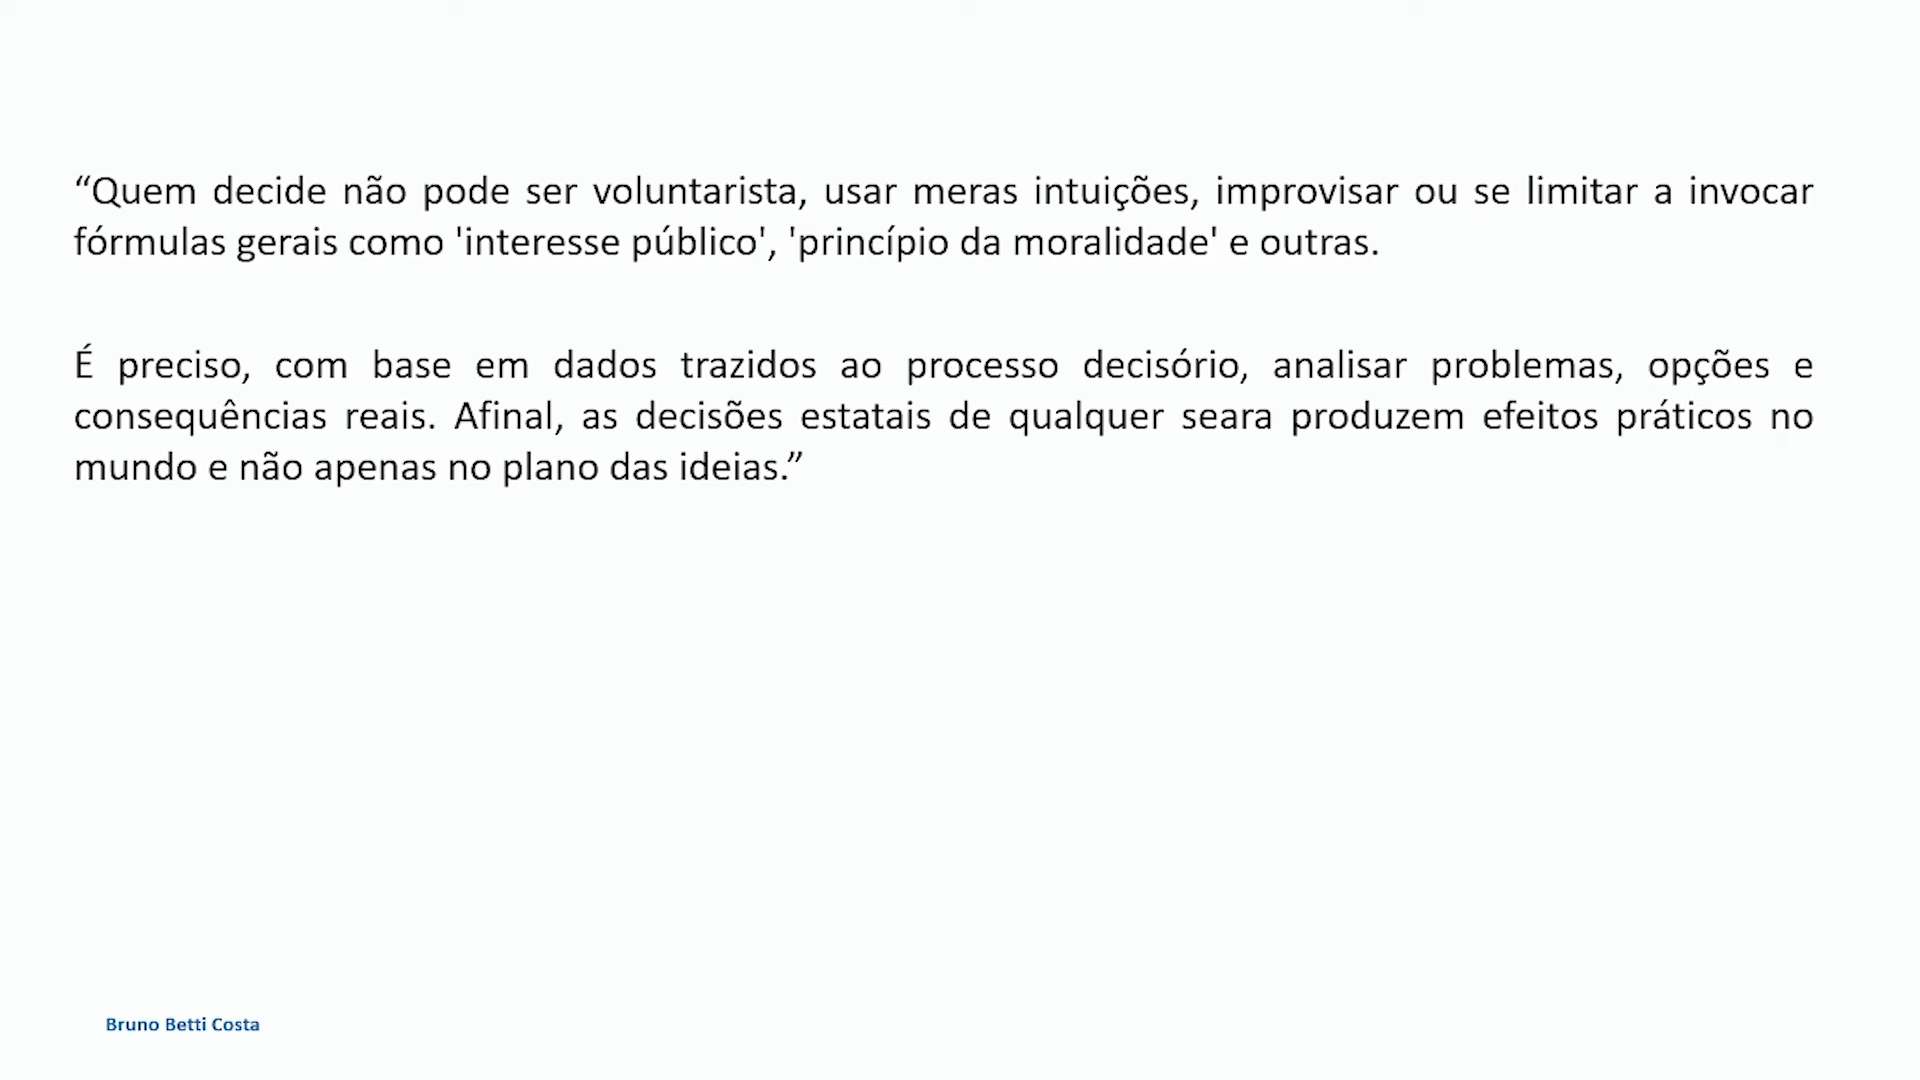 “Quem decide não pode ser voluntarista, usar meras intuições, improvisar ou se limitar a invocar
fórmulas gerais como 'interesse público', 'princípio da moralidade' e outras.
É preciso, com base em dados trazidos ao processo decisório, analisar problemas, opções e
consequências reais. Afinal, as decisões estatais de qualquer seara produzem efeitos práticos no
mundo e não apenas no plano das ideias.”
Bruno Betti Costa